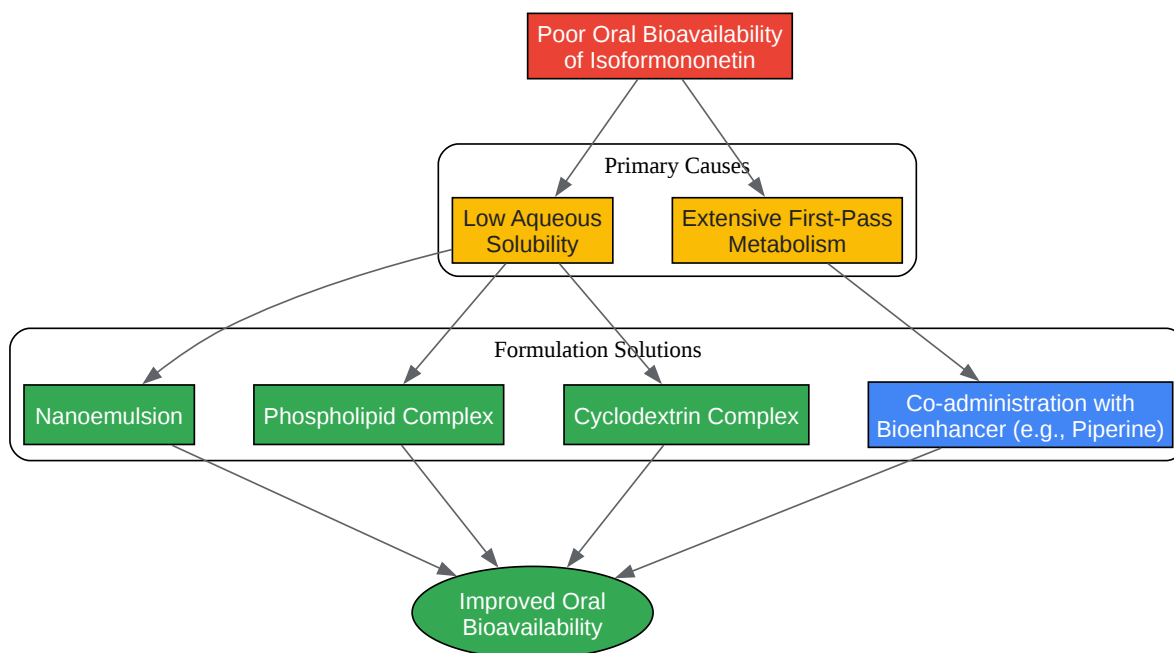 Poor Oral Bioavailability
of Isoformononetin
Primary Causes
Low Aqueous
Solubility
Extensive First-Pass
Metabolism
Formulation Solutions
Nanoemulsion
Phospholipid Complex
Cyclodextrin Complex
Co-administration with
Bioenhancer (e.g., Piperine)
Improved Oral
Bioavailability